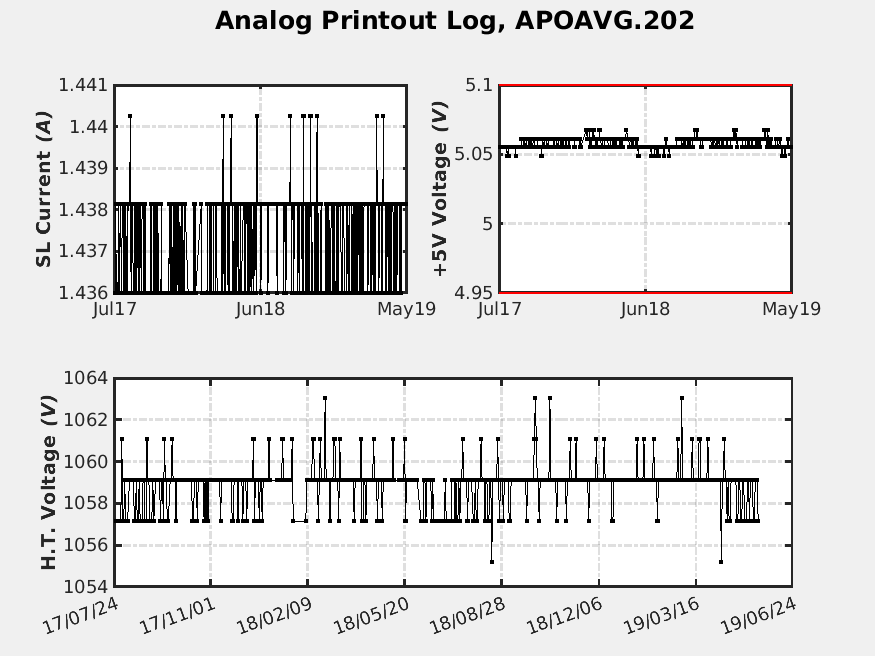 Analog Printout Log, APOAVG.202
SL Current (A)
1.441
1.44
1.439
1.438
1.437
1.436
Jul17 Jun18 May19
+5V Voltage (V)
5.1
5.05
5
4.95
Jul17 Jun18 May19
H.T. Voltage (V)
1064
1062
1060
1058
1056
1054
17/07/24 17/11/01 18/02/09 18/05/20 18/08/28 18/12/06 19/03/16 19/06/24